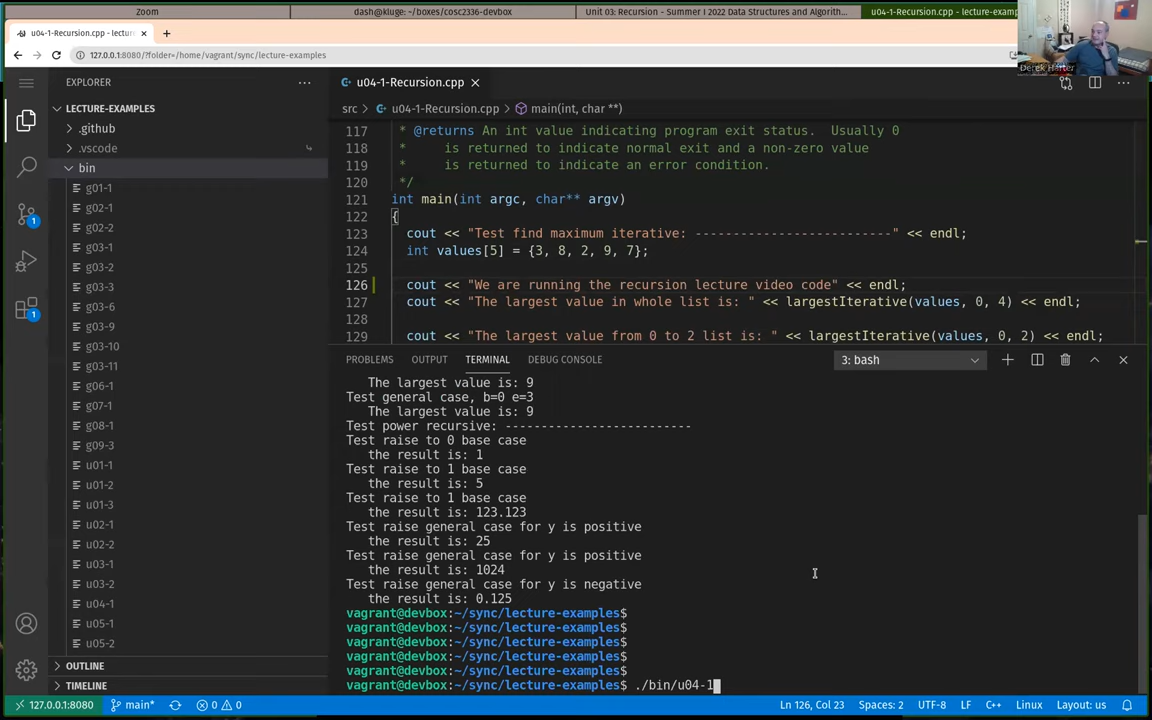 Zoom
dash@kluge: ~/boxes/cosc2336-devbox
Unit 03: Recursion - Summer I 2022 Data Structures and Algorith...
u04-1-Recursion.cpp - lecture-examp
u04-1-Recursion.cpp - lectur
127.0.0.1:8080/?folder=/home/vagrant/sync/lecture-examples
Derek Harter
EXPLORER
u04-1-Recursion.cpp
LECTURE-EXAMPLES
src > u04-1-Recursion.cpp > main(int, char **)
.github
.vscode
bin
g01-1
g02-1
g02-2
g03-1
g03-2
g03-3
g03-6
g03-9
g03-10
g03-11
g06-1
g07-1
g08-1
g09-3
u01-1
u01-2
u01-3
u02-1
u02-2
u03-1
u03-2
u04-1
u05-1
u05-2
OUTLINE
TIMELINE
1
1
117 * @returns An int value indicating program exit status.  Usually 0
118 *     is returned to indicate normal exit and a non-zero value
119 *     is returned to indicate an error condition.
120 */
121 int main(int argc, char** argv)
122 {
123   cout << "Test find maximum iterative: --------------------------" << endl;
124   int values[5] = {3, 8, 2, 9, 7};
125
126   cout << "We are running the recursion lecture video code" << endl;
127   cout << "The largest value in whole list is: " << largestIterative(values, 0, 4) << endl;
128
129   cout << "The largest value from 0 to 2 list is: " << largestIterative(values, 0, 2) << endl;
PROBLEMS OUTPUT TERMINAL DEBUG CONSOLE 3: bash
The largest value is: 9
Test general case, b=0 e=3
The largest value is: 9
Test power recursive: --------------------------
Test raise to 0 base case
the result is: 1
Test raise to 1 base case
the result is: 5
Test raise to 1 base case
the result is: 123.123
Test raise general case for y is positive
the result is: 25
Test raise general case for y is positive
the result is: 1024
Test raise general case for y is negative
the result is: 0.125
vagrant@devbox:~/sync/lecture-examples$
vagrant@devbox:~/sync/lecture-examples$
vagrant@devbox:~/sync/lecture-examples$
vagrant@devbox:~/sync/lecture-examples$
vagrant@devbox:~/sync/lecture-examples$
vagrant@devbox:~/sync/lecture-examples$ ./bin/u04-1
127.0.0.1:8080 main* 0 0 Ln 126, Col 23 Spaces: 2 UTF-8 LF C++ Linux Layout: us